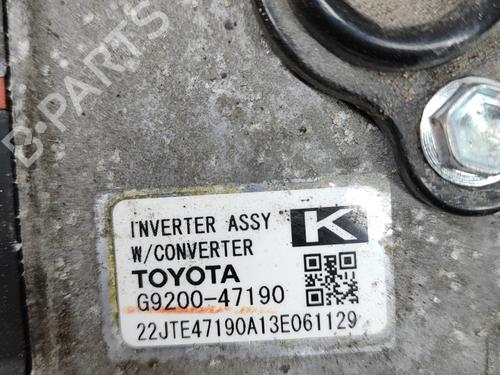 B-PARTS
INVERTER ASSY K
W/CONVERTER
TOYOTA
G9200-47190
22JTE47190A13E061129